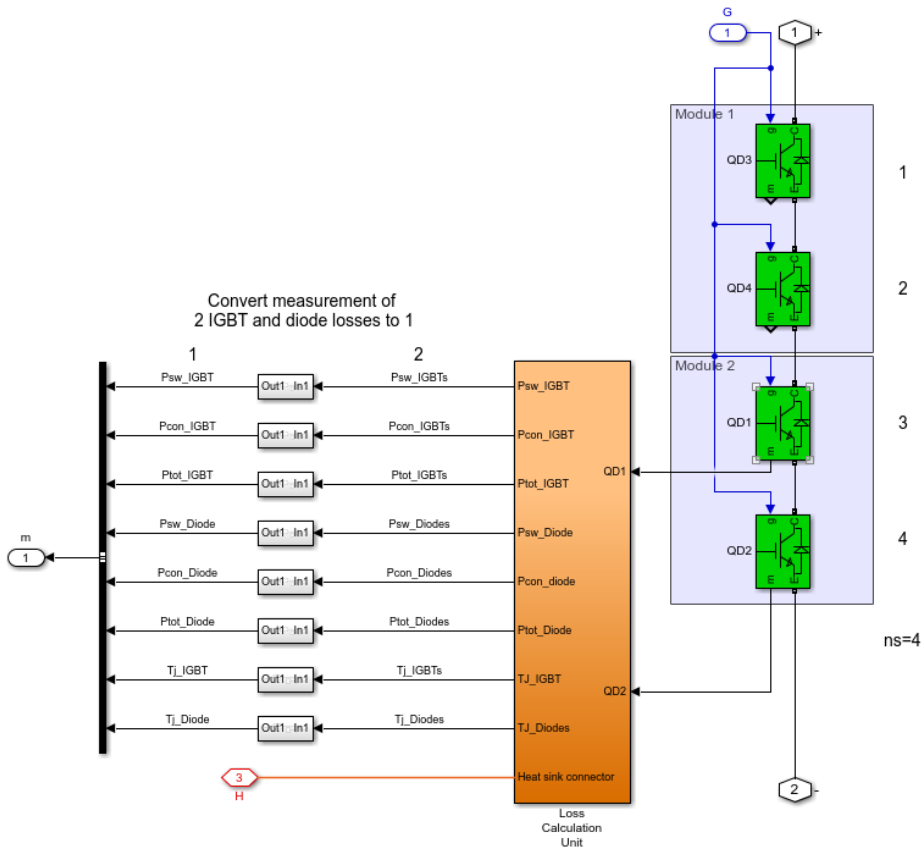 G
1
1
+
Module 1
g
C
QD3
m
E
1
g
C
QD4
m
E
2
Convert measurement of
2 IGBT and diode losses to 1
1
2
Module 2
g
C
QD1
m
E
3
g
C
QD2
m
E
4
ns=4
Psw_IGBT
Out1 In1
Psw_IGBTs
Psw_IGBT
Pcon_IGBT
Out1 In1
Pcon_IGBTs
Pcon_IGBT
QD1
Ptot_IGBT
Out1 In1
Ptot_IGBTs
Ptot_IGBT
Psw_Diode
Out1 In1
Psw_Diodes
Psw_Diode
m
1
Pcon_Diode
Out1 In1
Pcon_Diodes
Pcon_diode
Ptot_Diode
Out1 In1
Ptot_Diodes
Ptot_Diode
Tj_IGBT
Out1 In1
Tj_IGBTs
TJ_IGBT
QD2
Tj_Diode
Out1 In1
Tj_Diodes
TJ_Diodes
3
H
Heat sink connector
2
-
Loss
Calculation
Unit